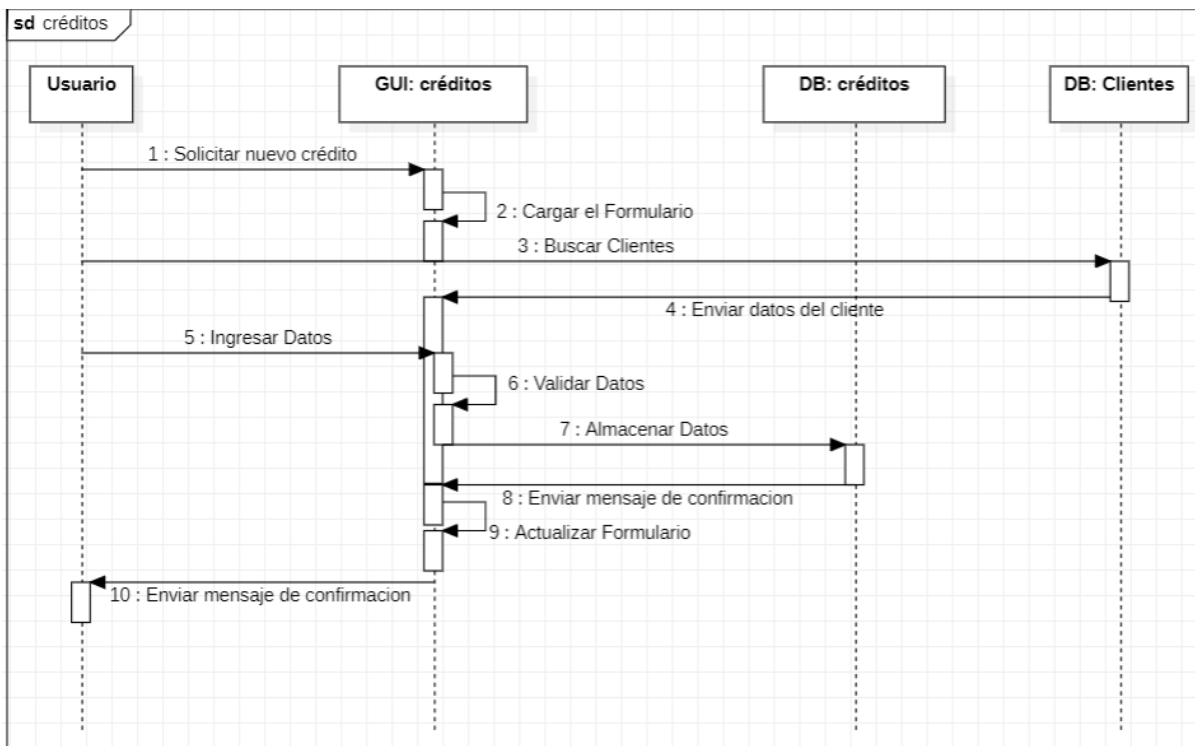 sd créditos
Usuario
GUI: créditos
DB: créditos
DB: Clientes
1 : Solicitar nuevo crédito
2 : Cargar el Formulario
3 : Buscar Clientes
4 : Enviar datos del cliente
5 : Ingresar Datos
6 : Validar Datos
7 : Almacenar Datos
8 : Enviar mensaje de confirmacion
9 : Actualizar Formulario
10 : Enviar mensaje de confirmacion